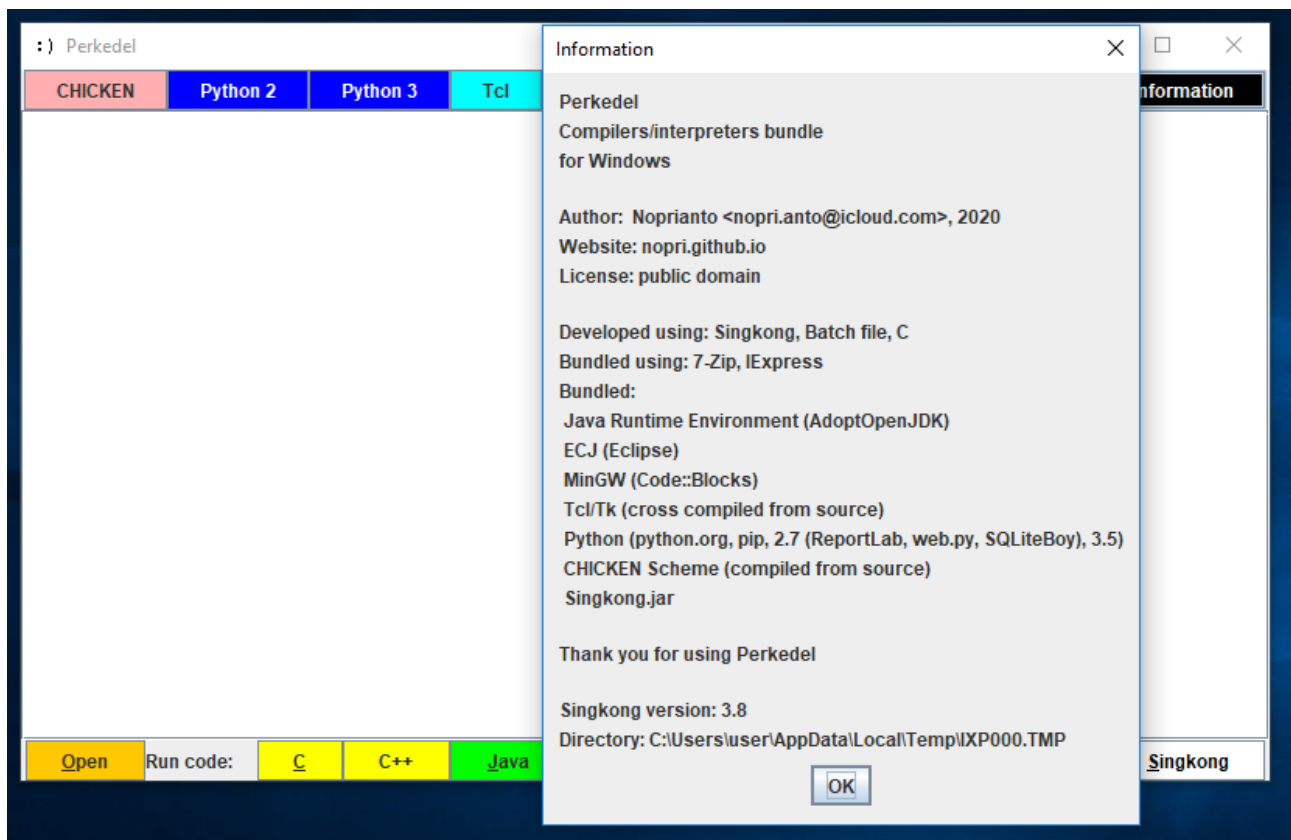 :) Perkedel
CHICKEN Python 2 Python 3 Tcl
nformation
Information
Perkedel
Compilers/interpreters bundle
for Windows
Author: Noprianto <nopri.anto@icloud.com>, 2020
Website: nopri.github.io
License: public domain
Developed using: Singkong, Batch file, C
Bundled using: 7-Zip, IExpress
Bundled:
Java Runtime Environment (AdoptOpenJDK)
ECJ (Eclipse)
MinGW (Code::Blocks)
Tcl/Tk (cross compiled from source)
Python (python.org, pip, 2.7 (ReportLab, web.py, SQLiteBoy), 3.5)
CHICKEN Scheme (compiled from source)
Singkong.jar
Thank you for using Perkedel
Singkong version: 3.8
Directory: C:\Users\user\AppData\Local\Temp\IXP000.TMP
OK
Open Run code: C C++ Java
Singkong